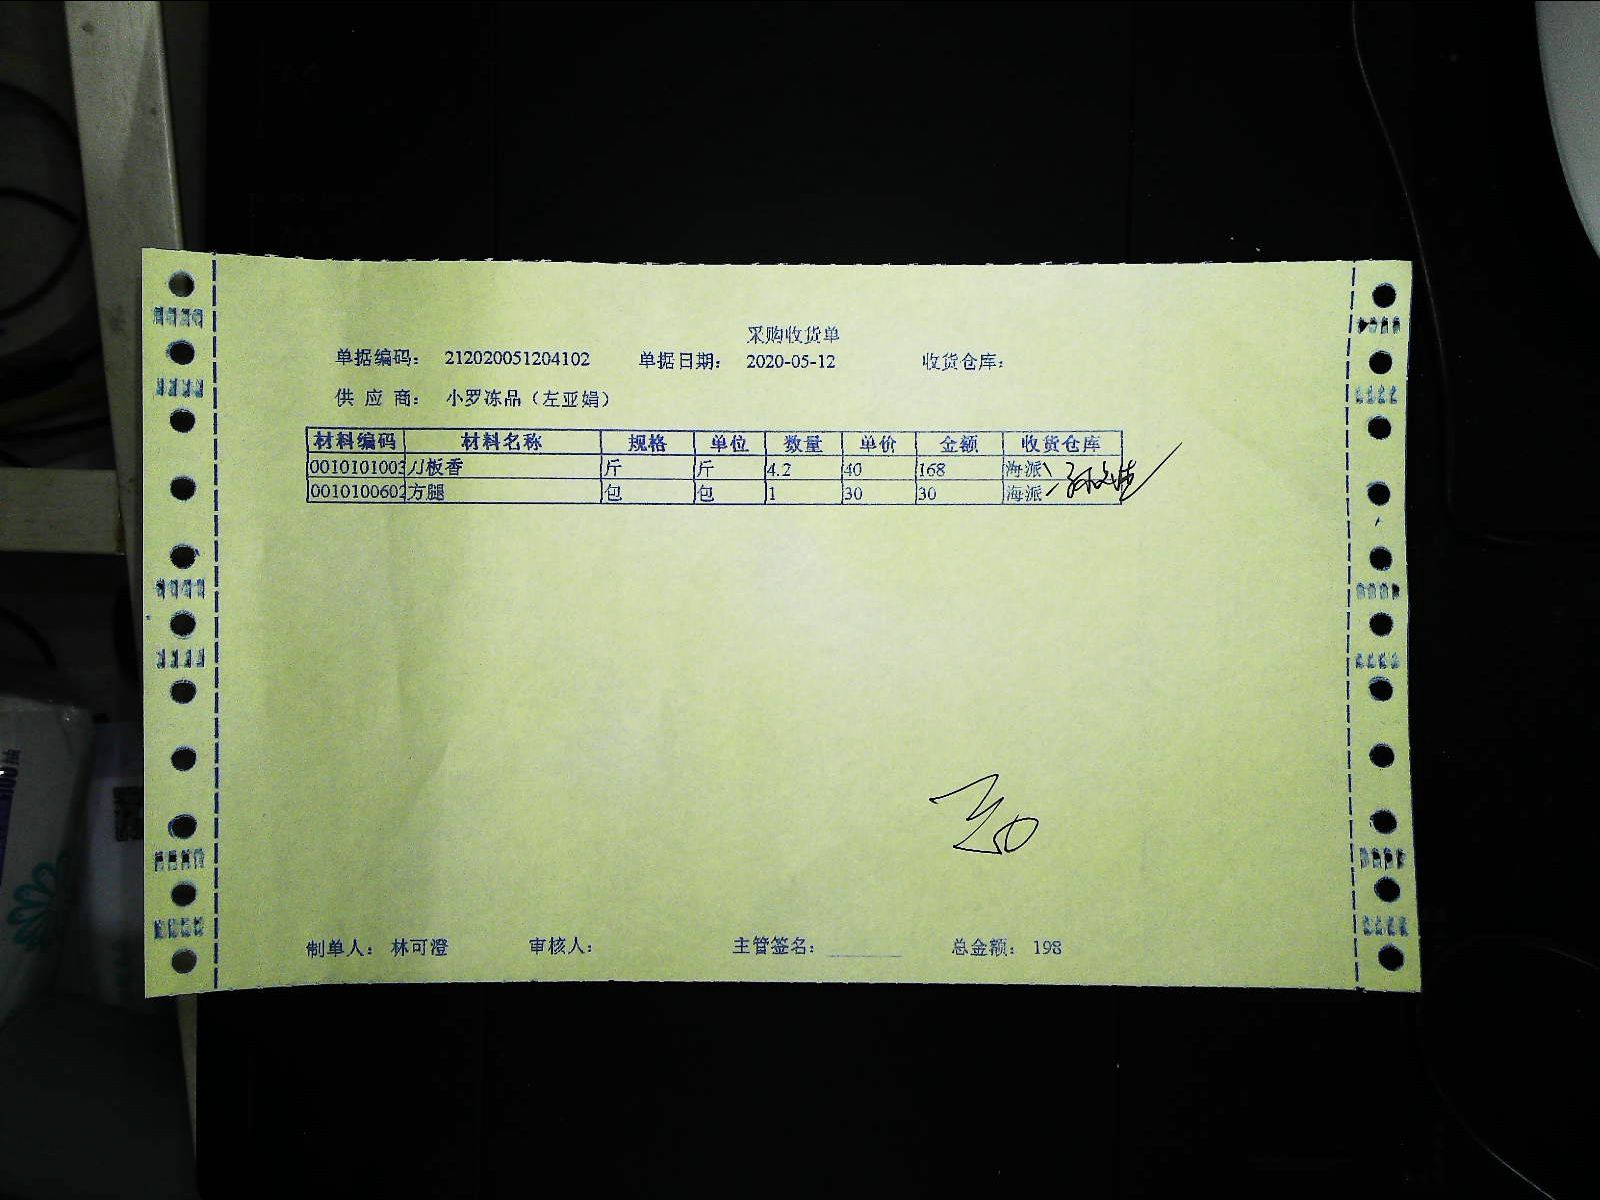 采购收货单
单据编码： 212020051204102 单据日期： 2020-05-12 收货仓库：
供 应 商： 小罗冻品（左亚娟）
材料编码 材料名称 规格 单位 数量 单价 金额 收货仓库
0010101003 刀板香 斤 斤 4.2 40 168 海派
0010100602 方腿 包 包 1 30 30 海派
制单人： 林可澄 审核人： 主管签名： 总金额： 198